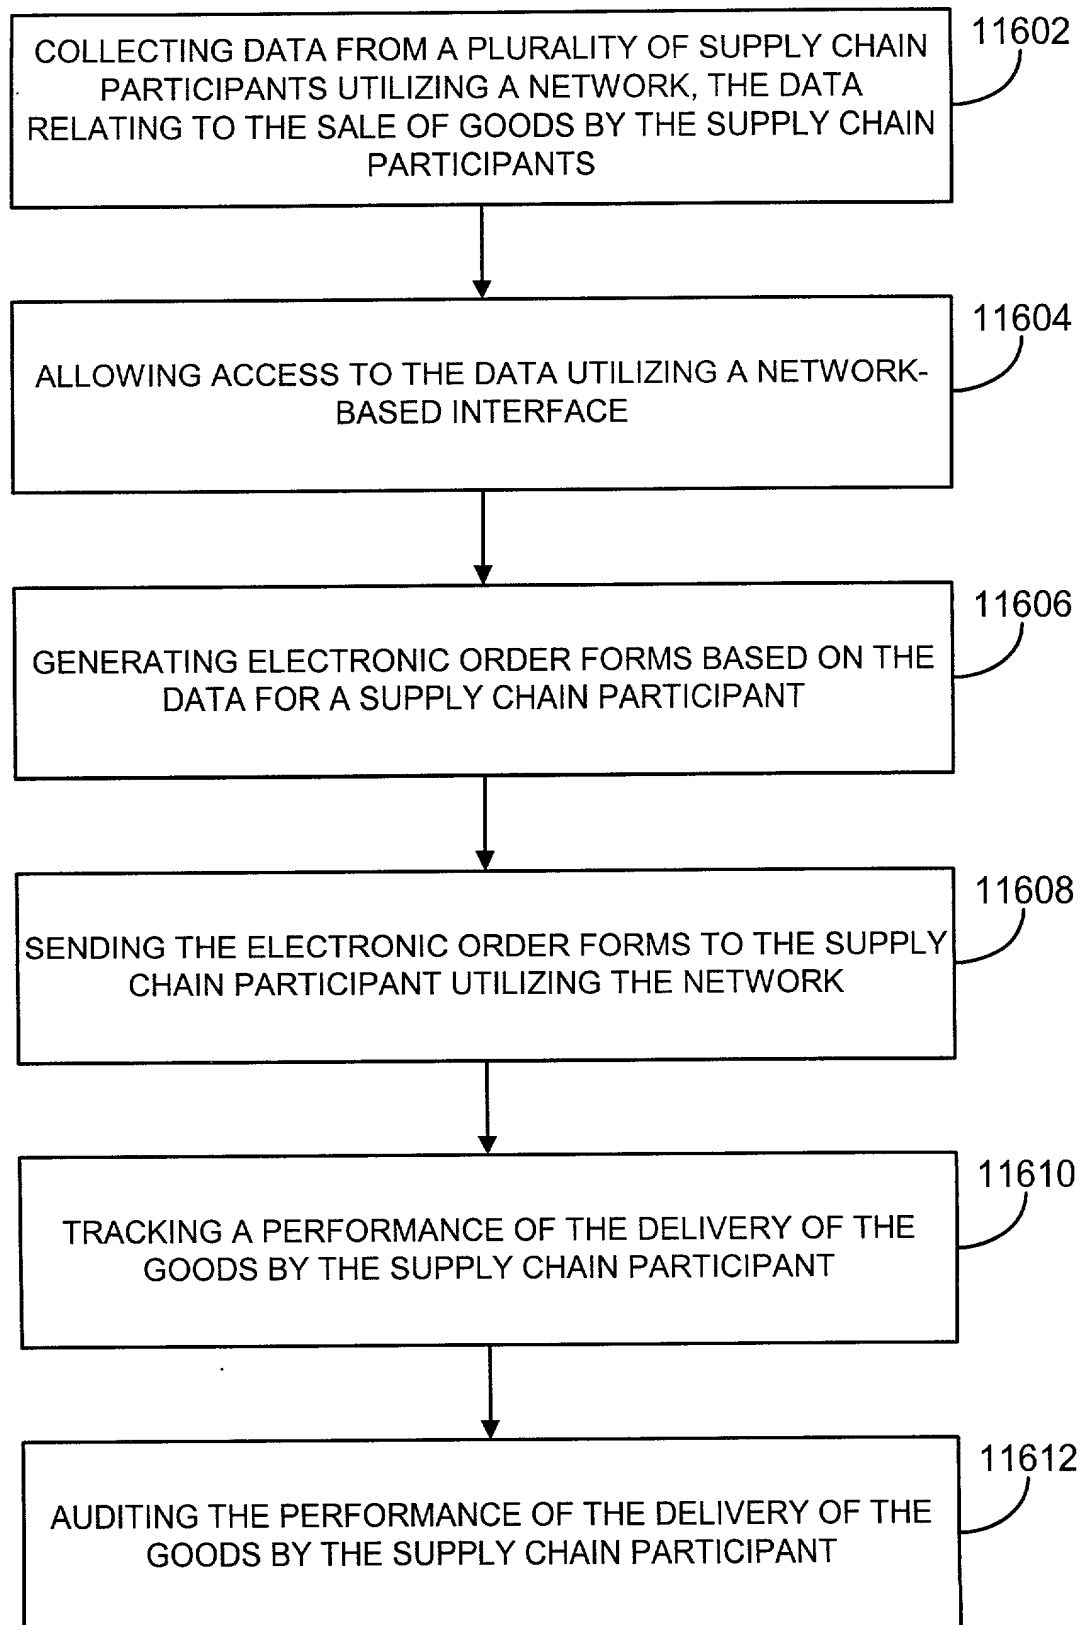 11602
COLLECTING DATA FROM A PLURALITY OF SUPPLY CHAIN
PARTICIPANTS UTILIZING A NETWORK, THE DATA
RELATING TO THE SALE OF GOODS BY THE SUPPLY CHAIN
PARTICIPANTS
11604
ALLOWING ACCESS TO THE DATA UTILIZING A NETWORK-
BASED INTERFACE
11606
GENERATING ELECTRONIC ORDER FORMS BASED ON THE
DATA FOR A SUPPLY CHAIN PARTICIPANT
11608
SENDING THE ELECTRONIC ORDER FORMS TO THE SUPPLY
CHAIN PARTICIPANT UTILIZING THE NETWORK
11610
TRACKING A PERFORMANCE OF THE DELIVERY OF THE
GOODS BY THE SUPPLY CHAIN PARTICIPANT
11612
AUDITING THE PERFORMANCE OF THE DELIVERY OF THE
GOODS BY THE SUPPLY CHAIN PARTICIPANT